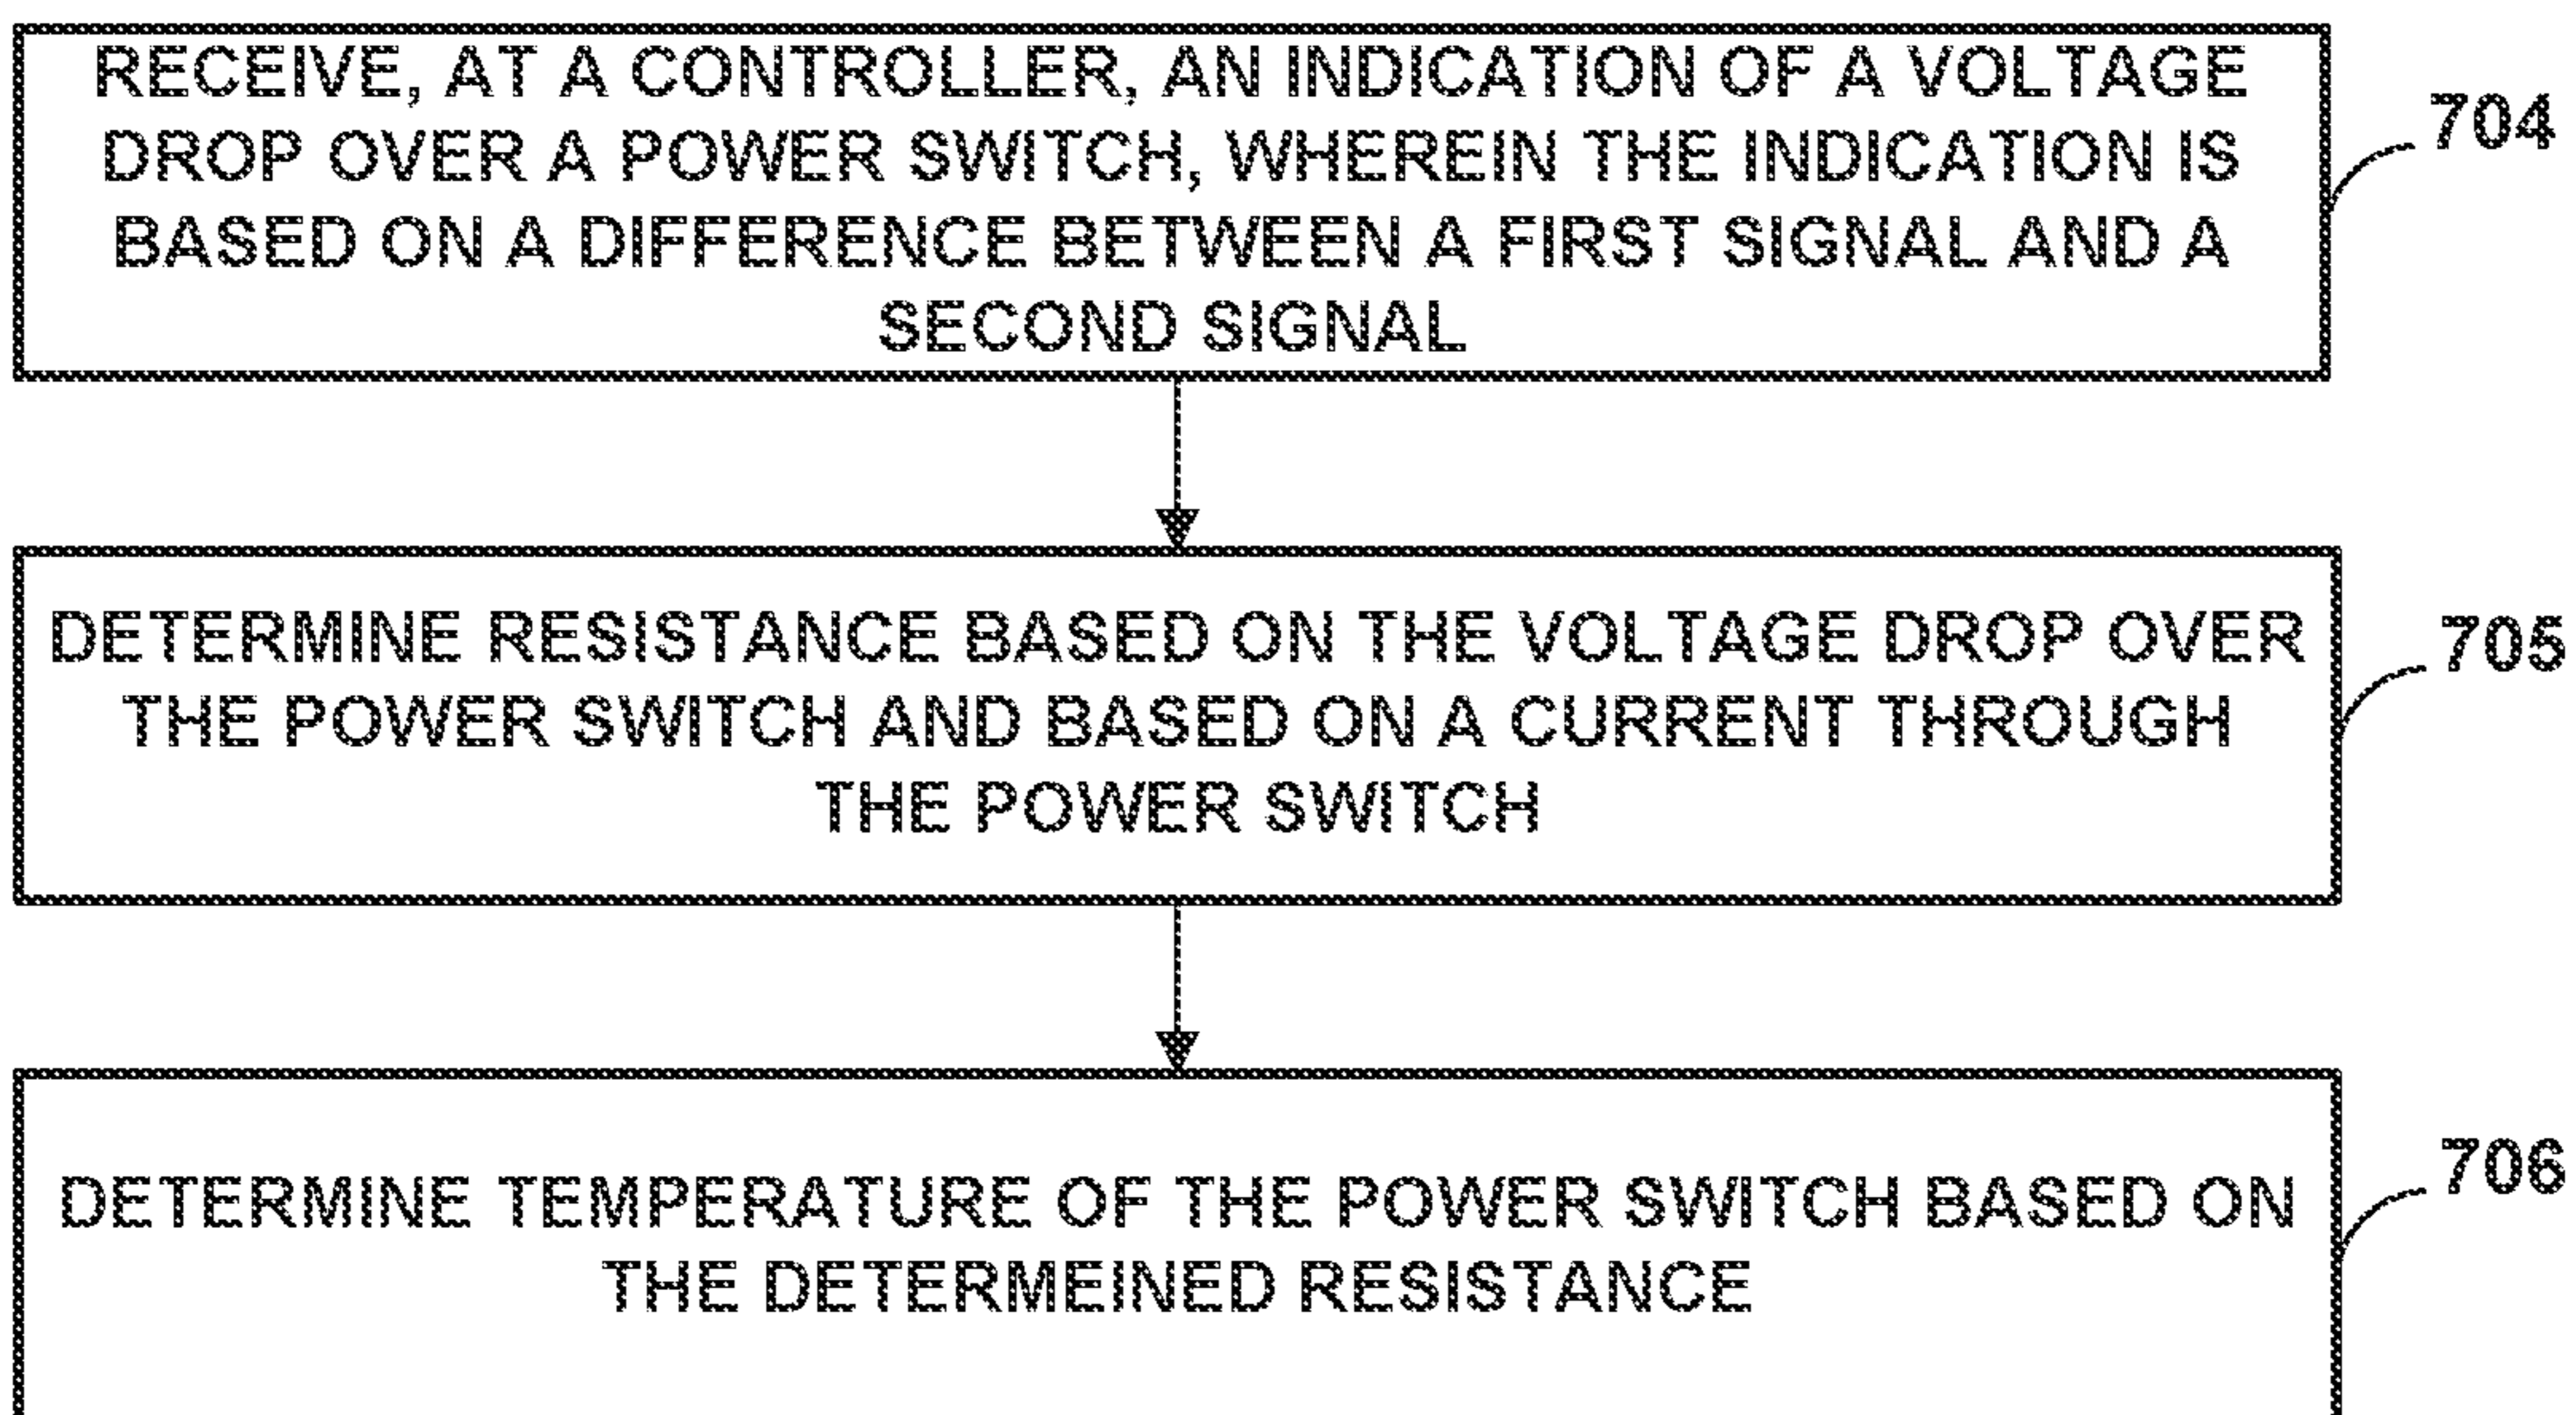 RECEIVE, AT A CONTROLLER, AN INDICATION OF A VOLTAGE
DROP OVER A POWER SWITCH, WHEREIN THE INDICATION IS
BASED ON A DIFFERENCE BETWEEN A FIRST SIGNAL AND A
SECOND SIGNAL
704
DETERMINE RESISTANCE BASED ON THE VOLTAGE DROP OVER
THE POWER SWITCH AND BASED ON A CURRENT THROUGH
THE POWER SWITCH
705
DETERMINE TEMPERATURE OF THE POWER SWITCH BASED ON
THE DETERMEINED RESISTANCE
706